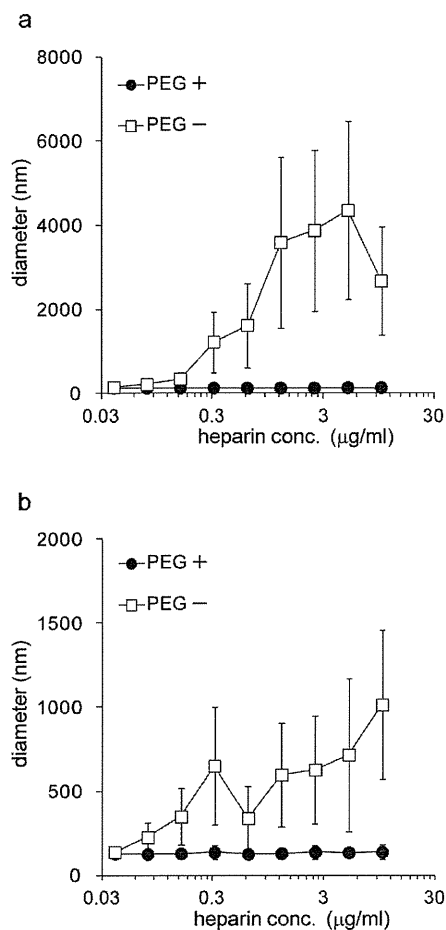 a
8000
6000
4000
2000
0
diameter (nm)
PEG +
PEG −
0.03
0.3
3
30
heparin conc. (μg/ml)
b
2000
1500
1000
500
0
diameter (nm)
PEG +
PEG −
0.03
0.3
3
30
heparin conc. (μg/ml)